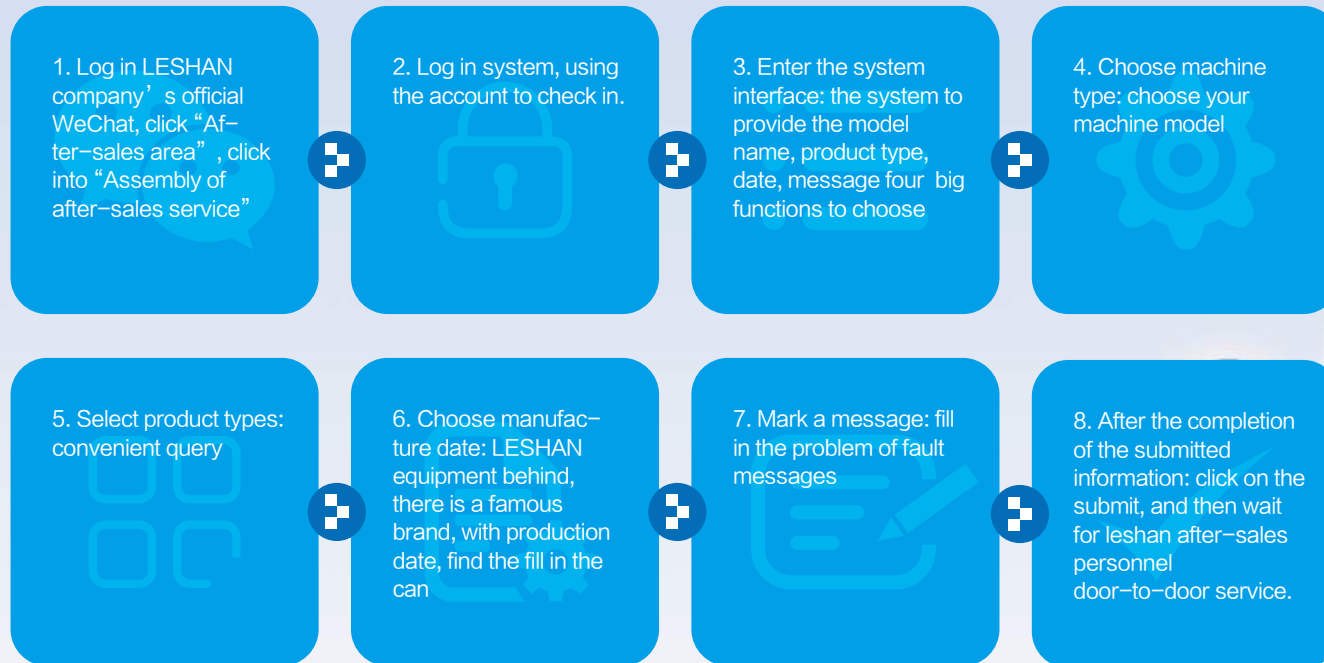 1. Log in LESHAN
company’s official
WeChat, click “Af-
ter-sales area”, click
into “Assembly of
after-sales service”
2. Log in system, using
the account to check in.
3. Enter the system
interface: the system to
provide the model
name, product type,
date, message four big
functions to choose
4. Choose machine
type: choose your
machine model
5. Select product types:
convenient query
6. Choose manufac-
ture date: LESHAN
equipment behind,
there is a famous
brand, with production
date, find the fill in the
can
7. Mark a message: fill
in the problem of fault
messages
8. After the completion
of the submitted
information: click on the
submit, and then wait
for leshan after-sales
personnel
door-to-door service.